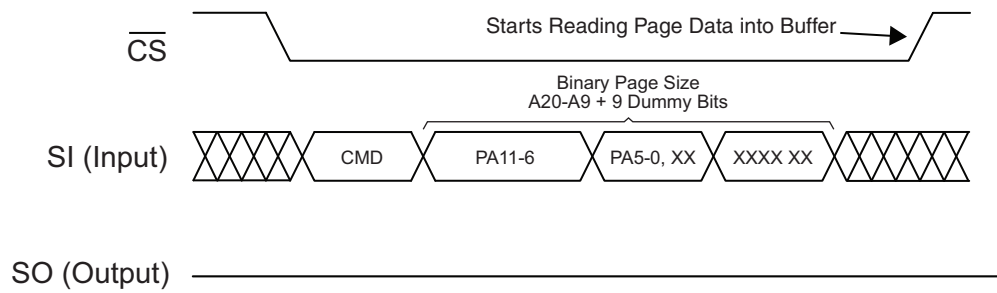 Starts Reading Page Data into Buffer
CS
Binary Page Size
A20-A9 + 9 Dummy Bits
SI (Input)
CMD
PA11-6
PA5-0, XX
XXXX XX
SO (Output)